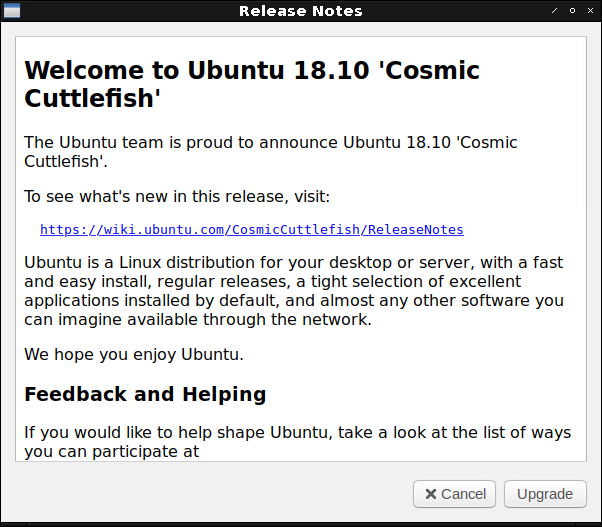 Release Notes
Welcome to Ubuntu 18.10 'Cosmic
Cuttlefish'
The Ubuntu team is proud to announce Ubuntu 18.10 'Cosmic
Cuttlefish'.
To see what's new in this release, visit:
https://wiki.ubuntu.com/CosmicCuttlefish/ReleaseNotes
Ubuntu is a Linux distribution for your desktop or server, with a fast
and easy install, regular releases, a tight selection of excellent
applications installed by default, and almost any other software you
can imagine available through the network.
We hope you enjoy Ubuntu.
Feedback and Helping
If you would like to help shape Ubuntu, take a look at the list of ways
you can participate at
Cancel Upgrade